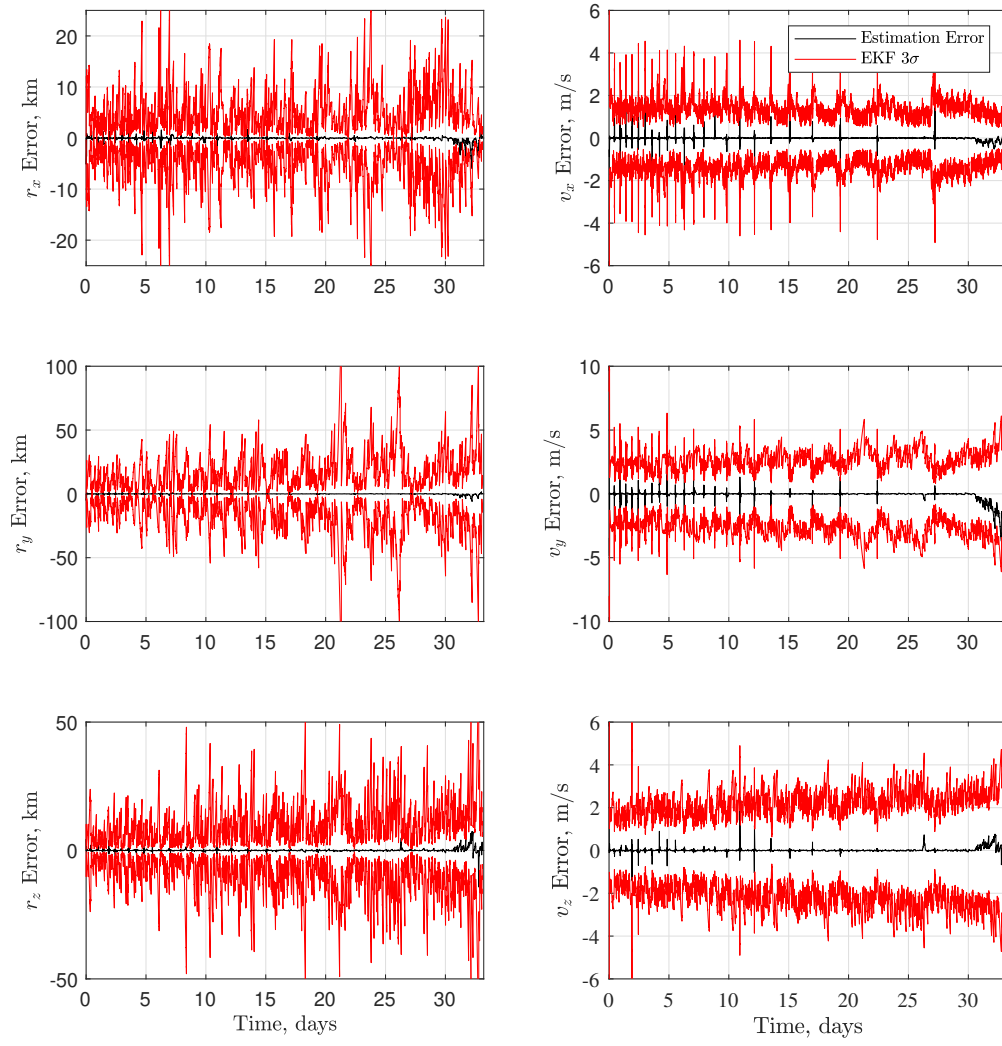 20
10
0
-10
-20
r_x Error, km
0 5 10 15 20 25 30
6
4
2
0
-2
-4
-6
v_x Error, m/s
Estimation Error
EKF 3σ
0 5 10 15 20 25 30
100
50
0
-50
-100
r_y Error, km
0 5 10 15 20 25 30
10
5
0
-5
-10
v_y Error, m/s
0 5 10 15 20 25 30
50
0
-50
r_z Error, km
0 5 10 15 20 25 30
Time, days
6
4
2
0
-2
-4
-6
v_z Error, m/s
0 5 10 15 20 25 30
Time, days